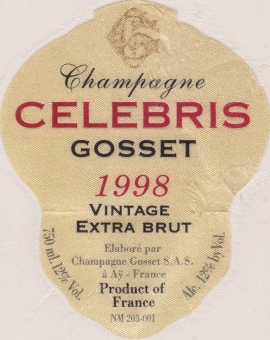 Champagne
CELEBRIS
GOSSET
1998
VINTAGE
EXTRA BRUT
Elaboré par
Champagne Gosset S.A.S.
à Aÿ - France
Product of
France
NM 203-001
750 ml. 12% Vol.
Alc. 12% by Vol.